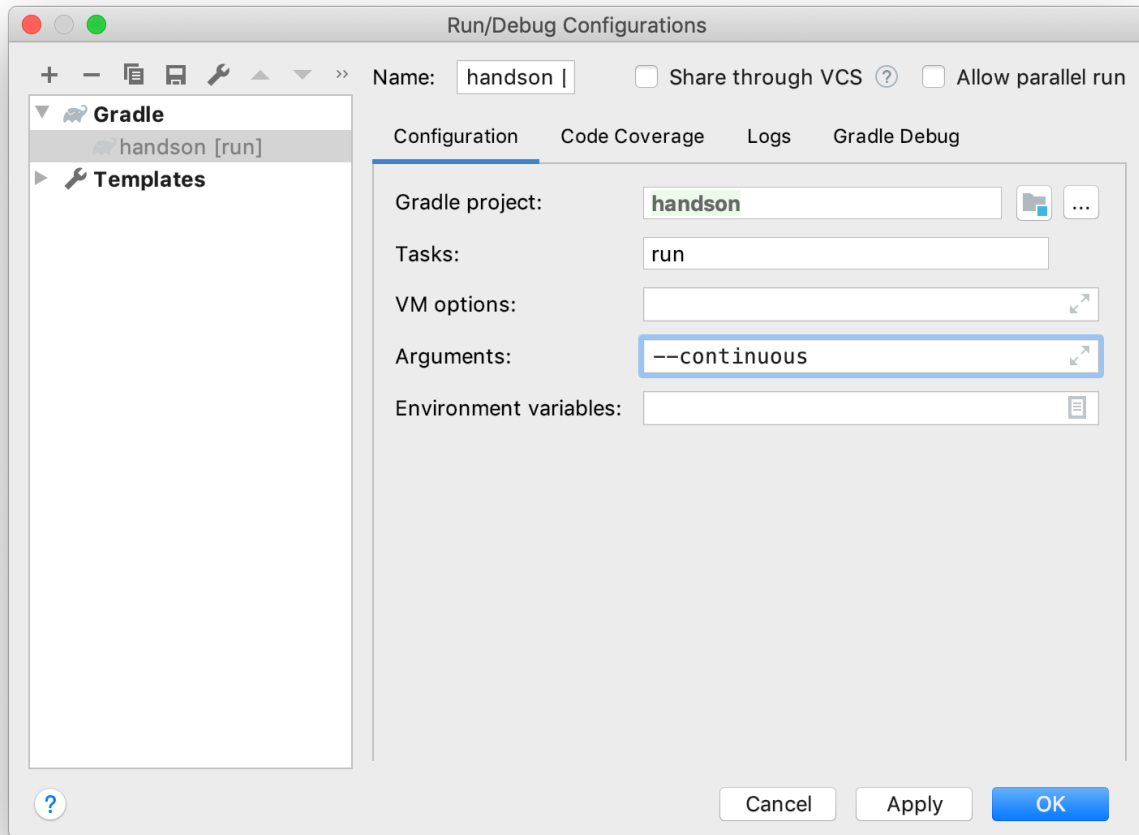 Run/Debug Configurations
Name: handson [ Share through VCS ? Allow parallel run
Gradle
handson [run]
Templates
Configuration Code Coverage Logs Gradle Debug
Gradle project: handson ...
Tasks: run
VM options:
Arguments: --continuous
Environment variables:
? Cancel Apply OK